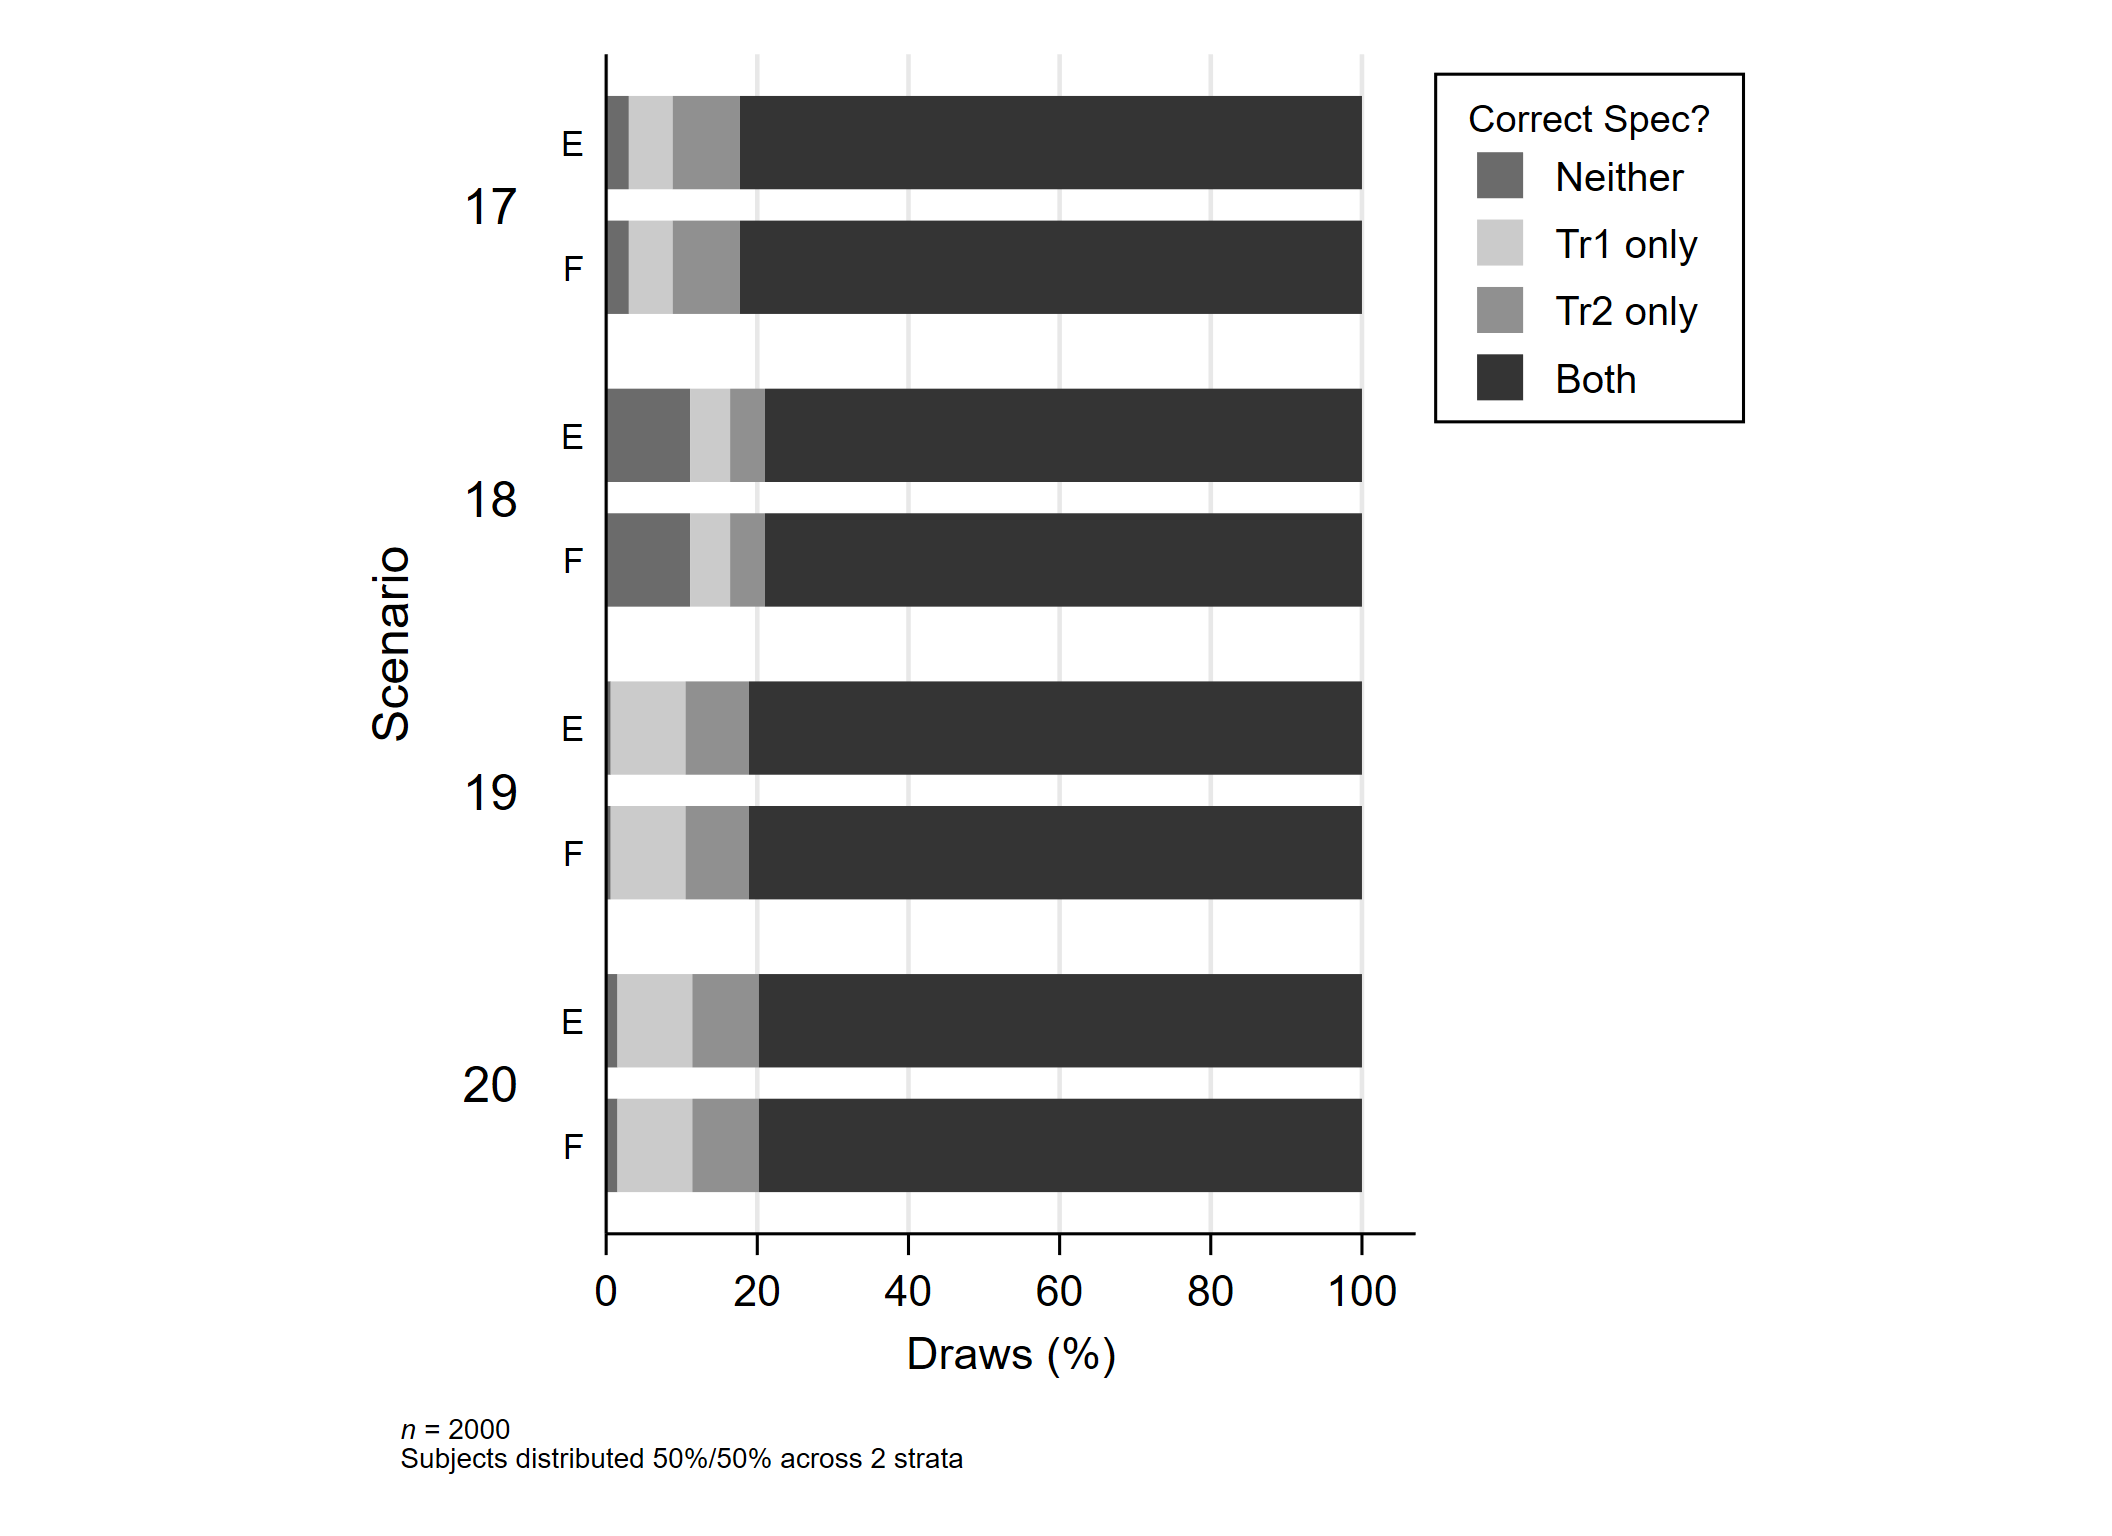 Correct Spec?
Neither
Tr1 only
Tr2 only
Both
Scenario
17
E
F
18
E
F
19
E
F
20
E
F
0 20 40 60 80 100
Draws (%)
n = 2000
Subjects distributed 50%/50% across 2 strata